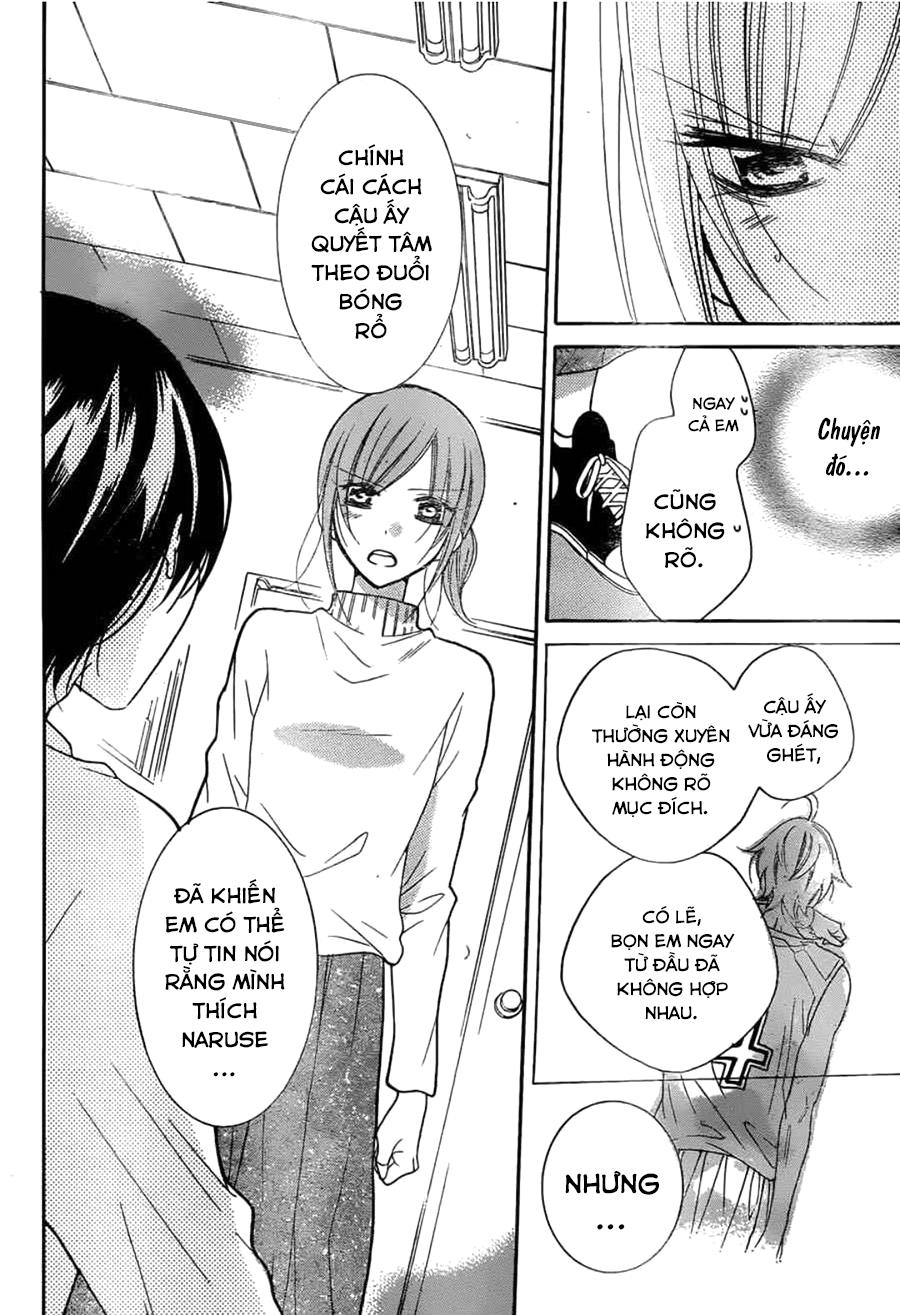 Chuyện
đó...
NGAY
CẢ EM
CŨNG
KHÔNG
RÕ.
CẬU ẤY
VỪA ĐÁNG
GHÉT,
LẠI CÒN
THƯỜNG XUYÊN
HÀNH ĐỘNG
KHÔNG RÕ
MỤC ĐÍCH.
CÓ LẼ,
BỌN EM NGAY
TỪ ĐẦU ĐÃ
KHÔNG HỢP
NHAU.
NHƯNG
...
CHÍNH
CÁI CÁCH
CẬU ẤY
QUYẾT TÂM
THEO ĐUỔI
BÓNG
RỔ
ĐÃ KHIẾN
EM CÓ THỂ
TỰ TIN NÓI
RẰNG MÌNH
THÍCH
NARUSE
...